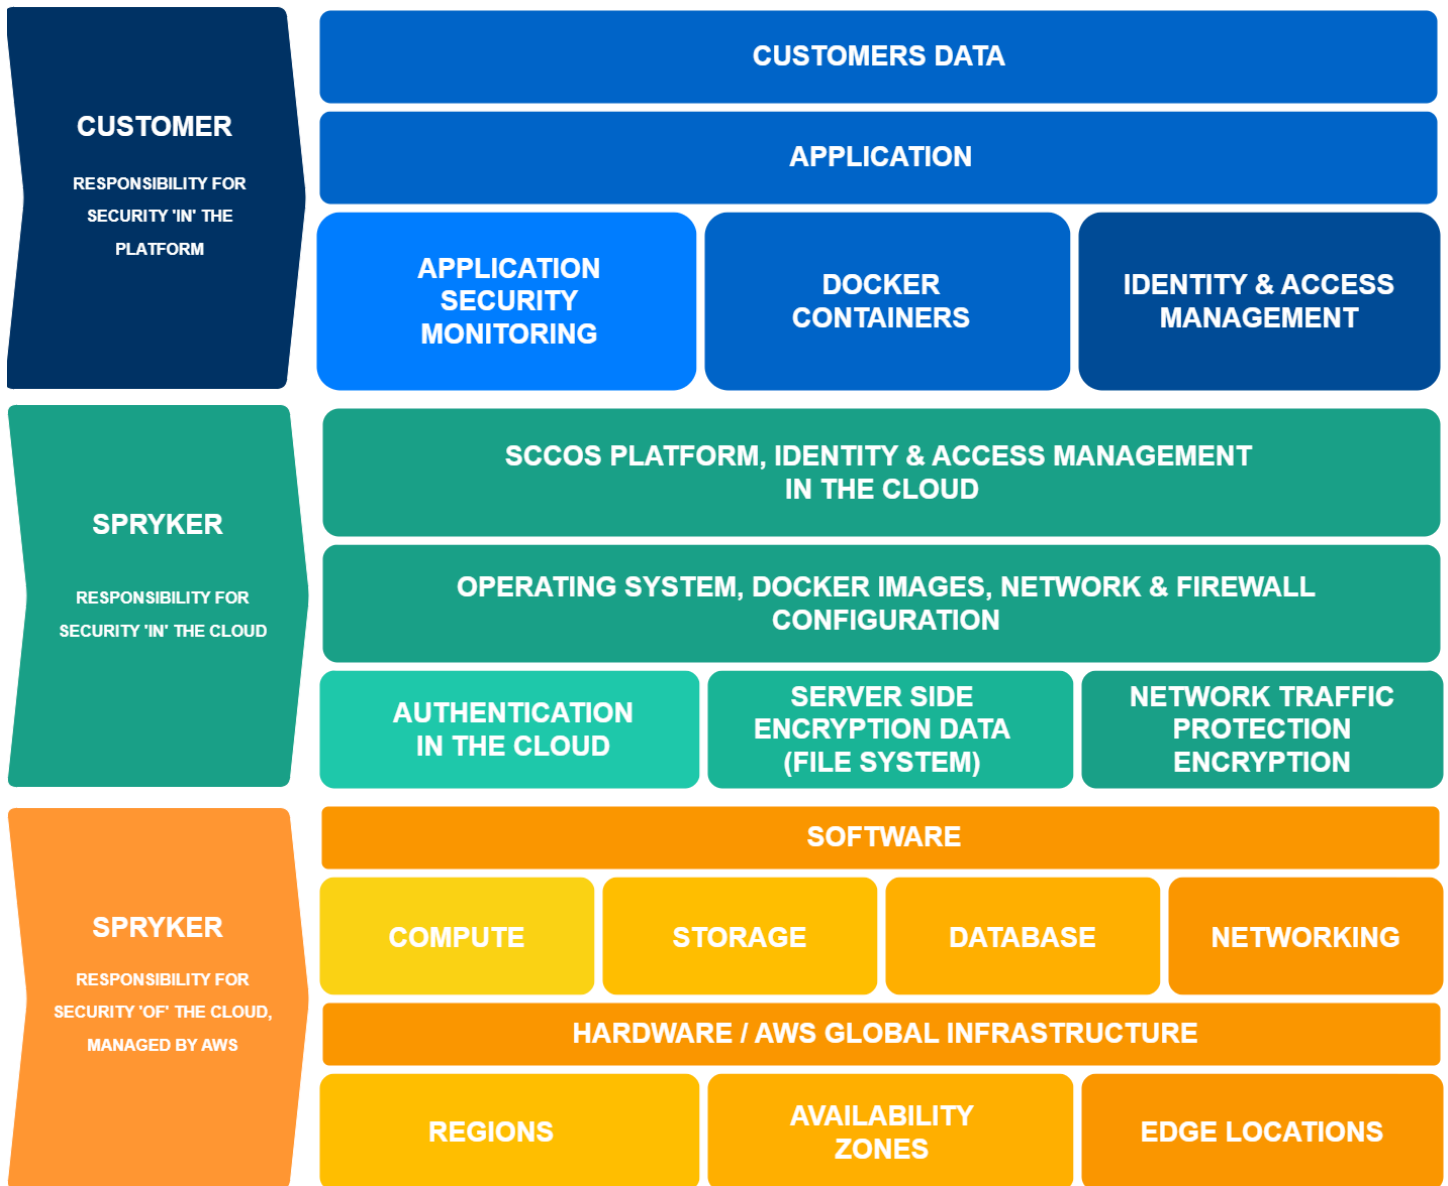 CUSTOMER
RESPONSIBILITY FOR
SECURITY 'IN' THE
PLATFORM
CUSTOMERS DATA
APPLICATION
APPLICATION
SECURITY
MONITORING
DOCKER
CONTAINERS
IDENTITY & ACCESS
MANAGEMENT
SPRYKER
RESPONSIBILITY FOR
SECURITY 'IN' THE CLOUD
SCCOS PLATFORM, IDENTITY & ACCESS MANAGEMENT
IN THE CLOUD
OPERATING SYSTEM, DOCKER IMAGES, NETWORK & FIREWALL
CONFIGURATION
AUTHENTICATION
IN THE CLOUD
SERVER SIDE
ENCRYPTION DATA
(FILE SYSTEM)
NETWORK TRAFFIC
PROTECTION
ENCRYPTION
SPRYKER
RESPONSIBILITY FOR
SECURITY 'OF' THE CLOUD,
MANAGED BY AWS
SOFTWARE
COMPUTE
STORAGE
DATABASE
NETWORKING
HARDWARE / AWS GLOBAL INFRASTRUCTURE
REGIONS
AVAILABILITY
ZONES
EDGE LOCATIONS